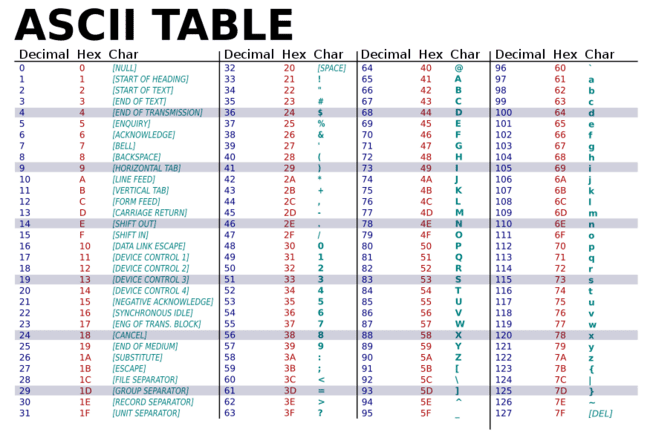 ASCII TABLE
Decimal Hex Char Decimal Hex Char Decimal Hex Char Decimal Hex Char
0 0 [NULL] 32 20 [SPACE] 64 40 @ 96 60 `
1 1 [START OF HEADING] 33 21 ! 65 41 A 97 61 a
2 2 [START OF TEXT] 34 22 " 66 42 B 98 62 b
3 3 [END OF TEXT] 35 23 # 67 43 C 99 63 c
4 4 [END OF TRANSMISSION] 36 24 $ 68 44 D 100 64 d
5 5 [ENQUIRY] 37 25 % 69 45 E 101 65 e
6 6 [ACKNOWLEDGE] 38 26 & 70 46 F 102 66 f
7 7 [BELL] 39 27 ' 71 47 G 103 67 g
8 8 [BACKSPACE] 40 28 ( 72 48 H 104 68 h
9 9 [HORIZONTAL TAB] 41 29 ) 73 49 I 105 69 i
10 A [LINE FEED] 42 2A * 74 4A J 106 6A j
11 B [VERTICAL TAB] 43 2B + 75 4B K 107 6B k
12 C [FORM FEED] 44 2C , 76 4C L 108 6C l
13 D [CARRIAGE RETURN] 45 2D - 77 4D M 109 6D m
14 E [SHIFT OUT] 46 2E . 78 4E N 110 6E n
15 F [SHIFT IN] 47 2F / 79 4F O 111 6F o
16 10 [DATA LINK ESCAPE] 48 30 0 80 50 P 112 70 p
17 11 [DEVICE CONTROL 1] 49 31 1 81 51 Q 113 71 q
18 12 [DEVICE CONTROL 2] 50 32 2 82 52 R 114 72 r
19 13 [DEVICE CONTROL 3] 51 33 3 83 53 S 115 73 s
20 14 [DEVICE CONTROL 4] 52 34 4 84 54 T 116 74 t
21 15 [NEGATIVE ACKNOWLEDGE] 53 35 5 85 55 U 117 75 u
22 16 [SYNCHRONOUS IDLE] 54 36 6 86 56 V 118 76 v
23 17 [ENG OF TRANS. BLOCK] 55 37 7 87 57 W 119 77 w
24 18 [CANCEL] 56 38 8 88 58 X 120 78 x
25 19 [END OF MEDIUM] 57 39 9 89 59 Y 121 79 y
26 1A [SUBSTITUTE] 58 3A : 90 5A Z 122 7A z
27 1B [ESCAPE] 59 3B ; 91 5B [ 123 7B {
28 1C [FILE SEPARATOR] 60 3C < 92 5C \ 124 7C |
29 1D [GROUP SEPARATOR] 61 3D = 93 5D ] 125 7D }
30 1E [RECORD SEPARATOR] 62 3E > 94 5E ^ 126 7E ~
31 1F [UNIT SEPARATOR] 63 3F ? 95 5F _ 127 7F [DEL]